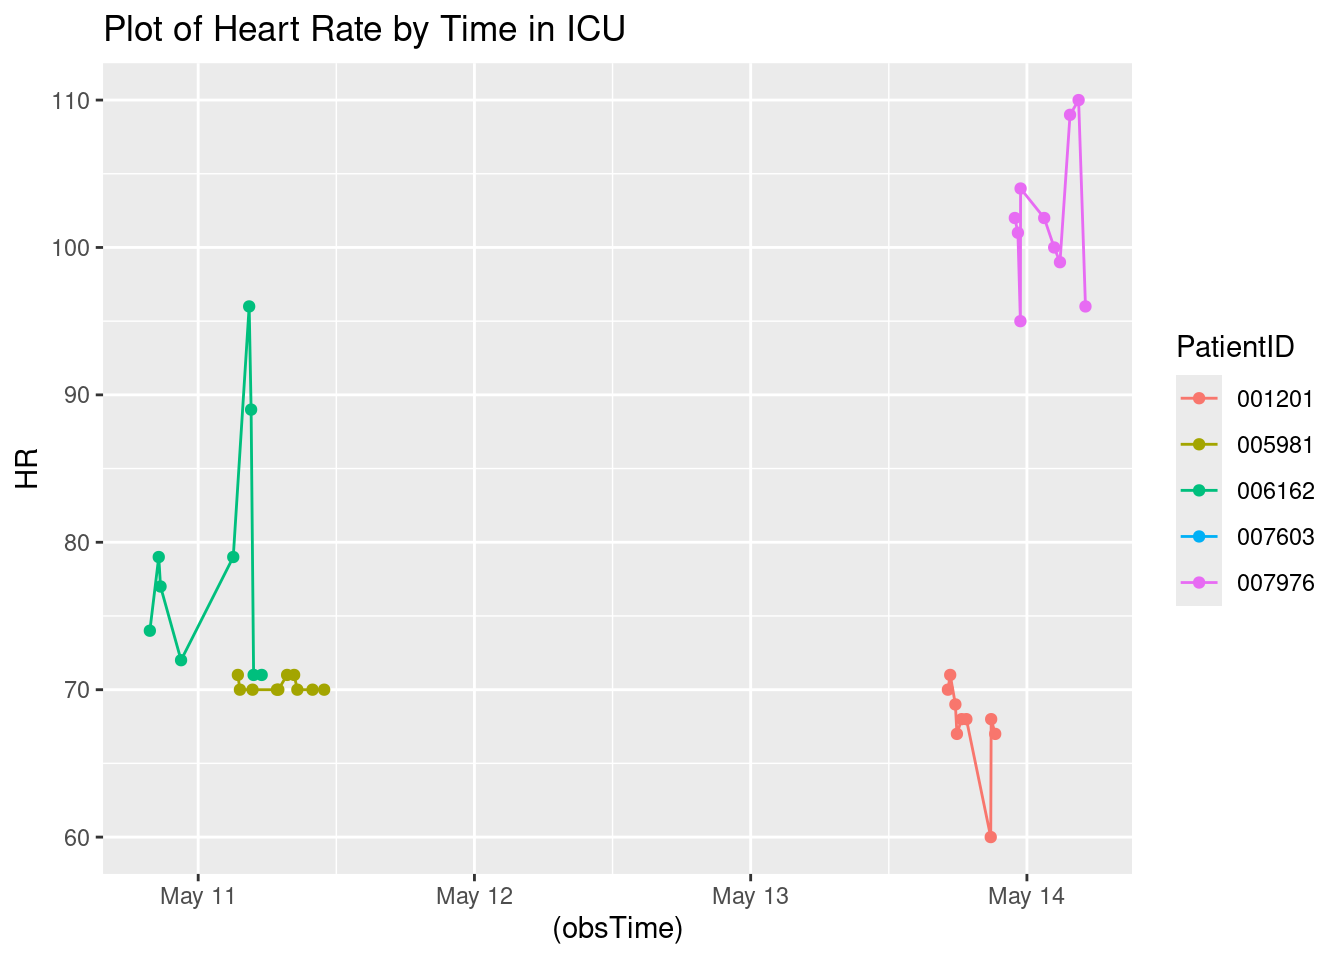 Plot of Heart Rate by Time in ICU
110
100
90
80
70
60
HR
May 11
May 12
May 13
May 14
(obsTime)
PatientID
001201
005981
006162
007603
007976